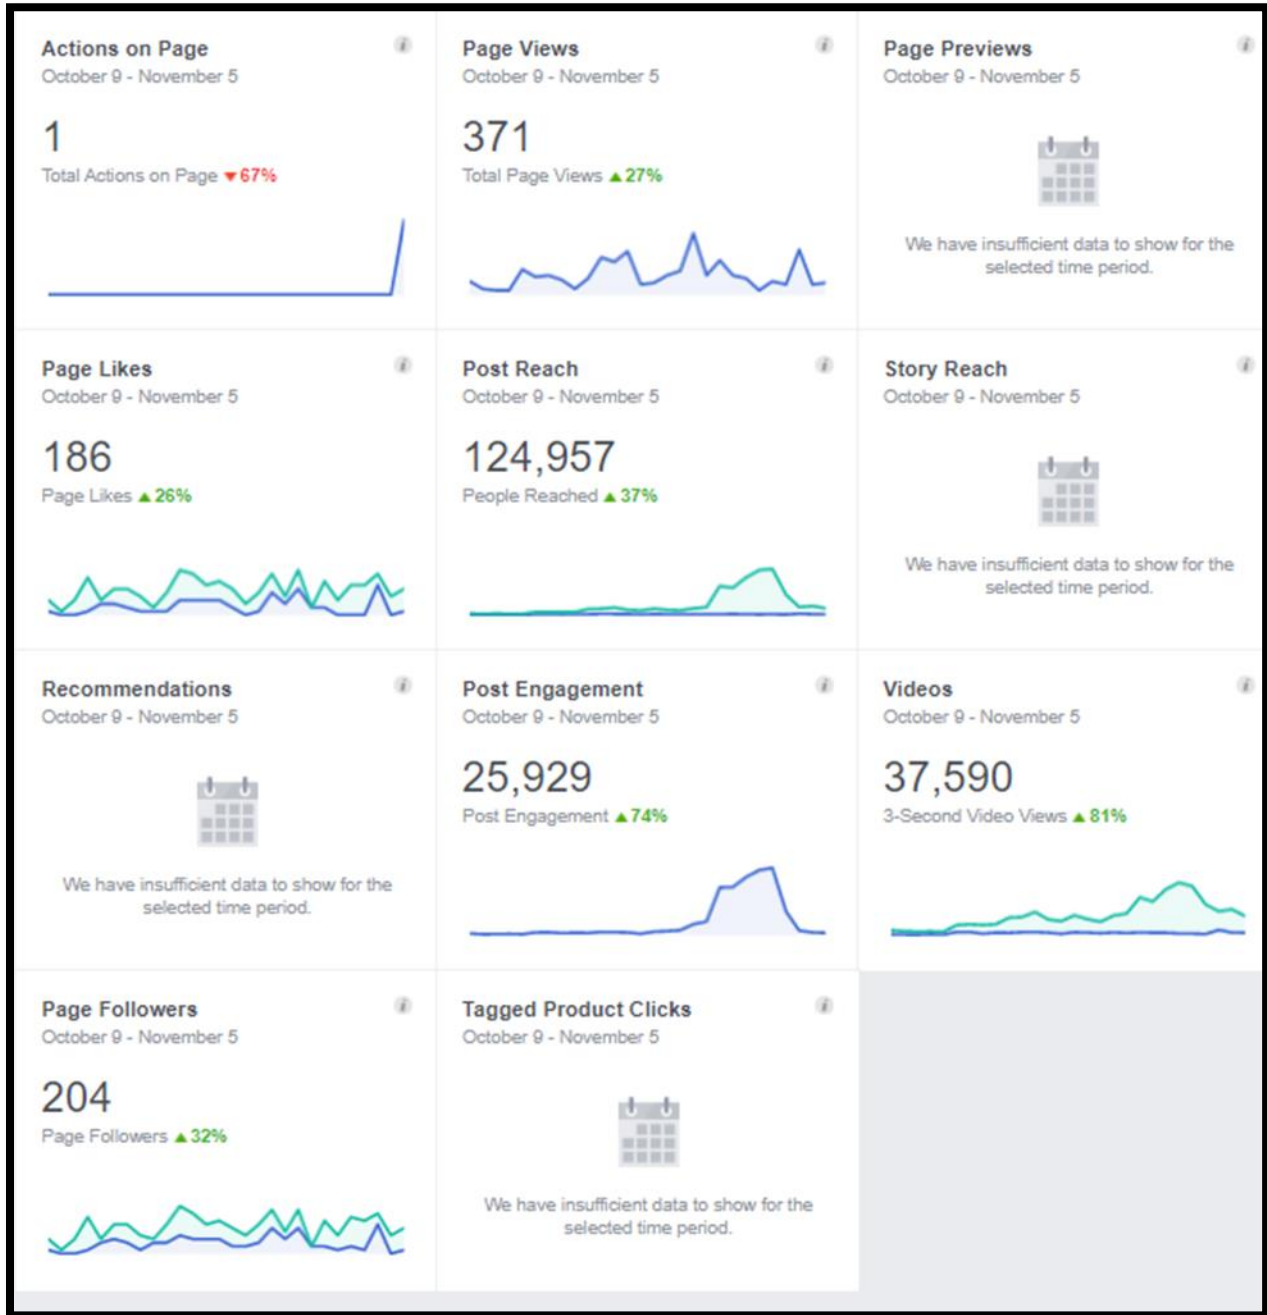 Actions on Page
October 9 - November 5
1
Total Actions on Page ▼67%
Page Views
October 9 - November 5
371
Total Page Views ▲27%
Page Previews
October 9 - November 5
We have insufficient data to show for the
selected time period.
Page Likes
October 9 - November 5
186
Page Likes ▲26%
Post Reach
October 9 - November 5
124,957
People Reached ▲37%
Story Reach
October 9 - November 5
We have insufficient data to show for the
selected time period.
Recommendations
October 9 - November 5
We have insufficient data to show for the
selected time period.
Post Engagement
October 9 - November 5
25,929
Post Engagement ▲74%
Videos
October 9 - November 5
37,590
3-Second Video Views ▲81%
Page Followers
October 9 - November 5
204
Page Followers ▲32%
Tagged Product Clicks
October 9 - November 5
We have insufficient data to show for the
selected time period.